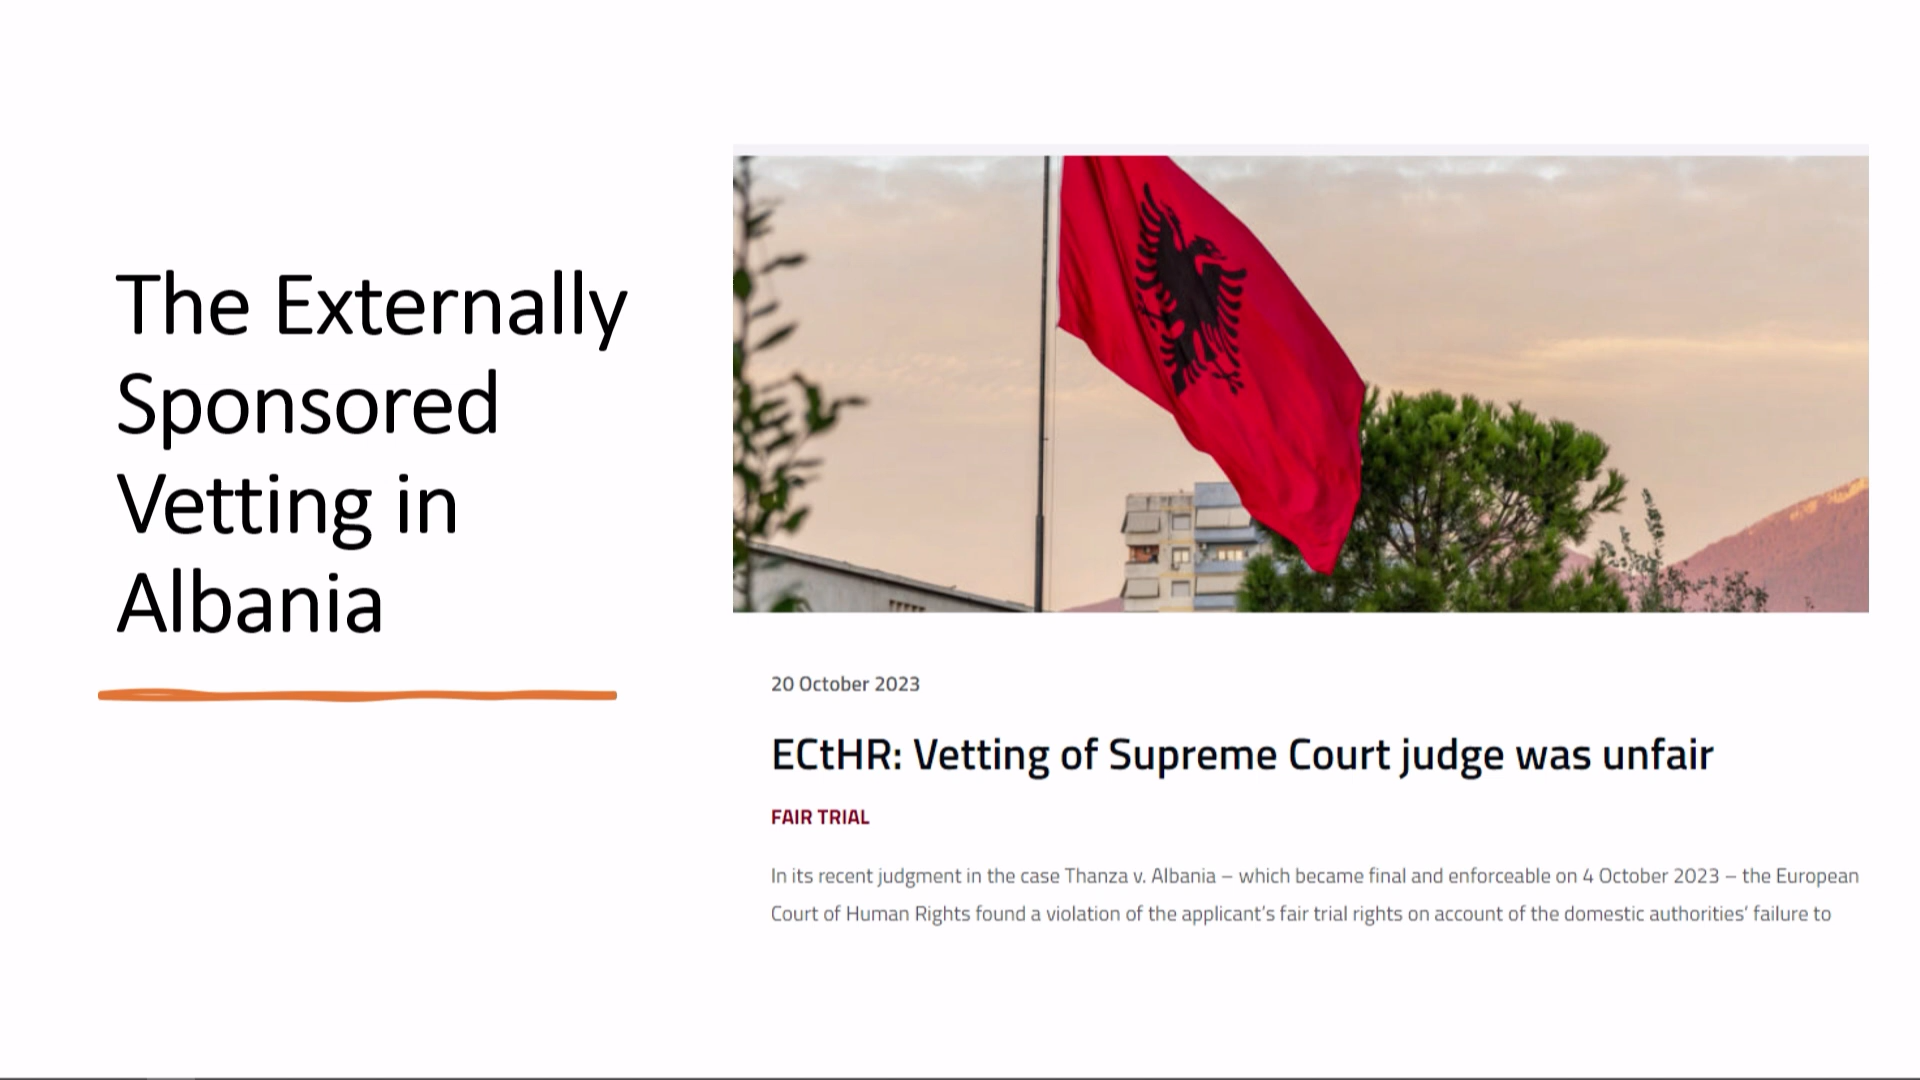 The Externally
Sponsored
Vetting in
Albania
20 October 2023
ECtHR: Vetting of Supreme Court judge was unfair
FAIR TRIAL
In its recent judgment in the case Thanza v. Albania – which became final and enforceable on 4 October 2023 – the European
Court of Human Rights found a violation of the applicant's fair trial rights on account of the domestic authorities' failure to